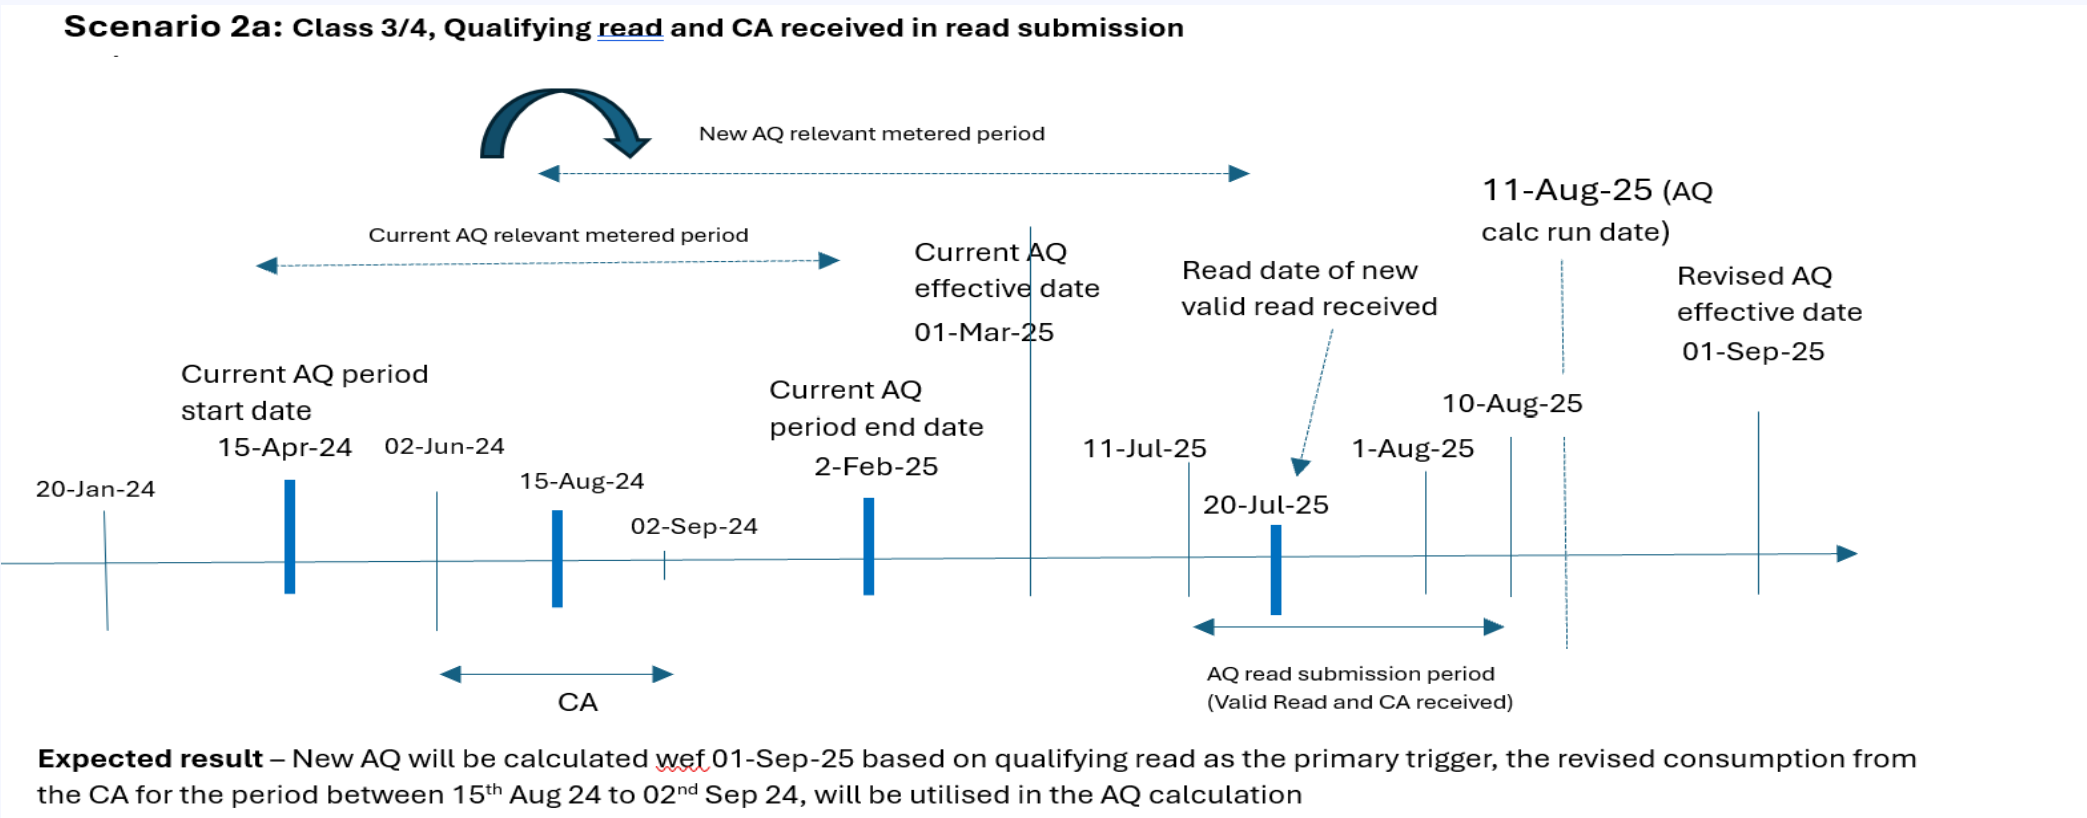 Scenario 2a: Class 3/4, Qualifying read and CA received in read submission
New AQ relevant metered period
11-Aug-25 (AQ
calc run date)
Current AQ relevant metered period
Current AQ
effective date
01-Mar-25
Read date of new
valid read received
Revised AQ
effective date
01-Sep-25
Current AQ period
start date
15-Apr-24
02-Jun-24
Current AQ
period end date
2-Feb-25
10-Aug-25
11-Jul-25
1-Aug-25
20-Jan-24
15-Aug-24
02-Sep-24
20-Jul-25
CA
AQ read submission period
(Valid Read and CA received)
Expected result – New AQ will be calculated wef 01-Sep-25 based on qualifying read as the primary trigger, the revised consumption from
the CA for the period between 15th Aug 24 to 02nd Sep 24, will be utilised in the AQ calculation